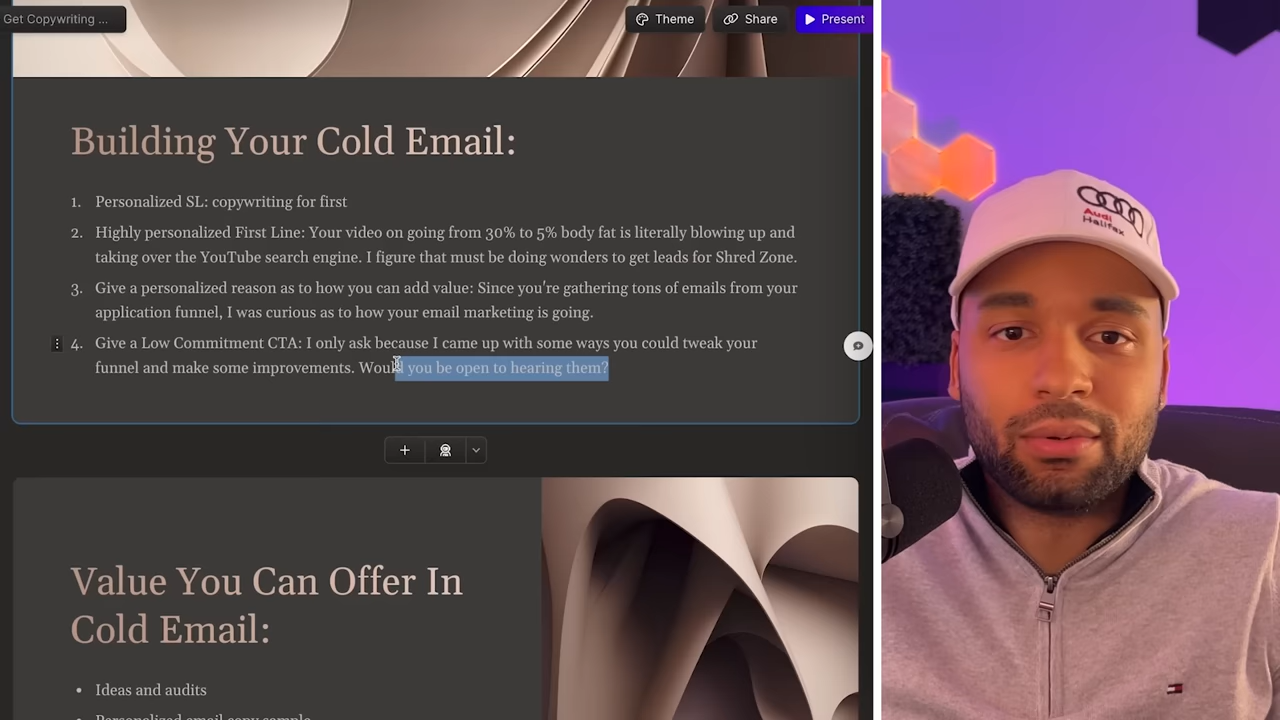 Get Copywriting ...
Theme
Share
Present
Building Your Cold Email:
1. Personalized SL: copywriting for first
2. Highly personalized First Line: Your video on going from 30% to 5% body fat is literally blowing up and
taking over the YouTube search engine. I figure that must be doing wonders to get leads for Shred Zone.
3. Give a personalized reason as to how you can add value: Since you're gathering tons of emails from your
application funnel, I was curious as to how your email marketing is going.
4. Give a Low Commitment CTA: I only ask because I came up with some ways you could tweak your
funnel and make some improvements. Would you be open to hearing them?
Value You Can Offer In
Cold Email:
• Ideas and audits
• Personalized email copy sample
Audi
Halifax